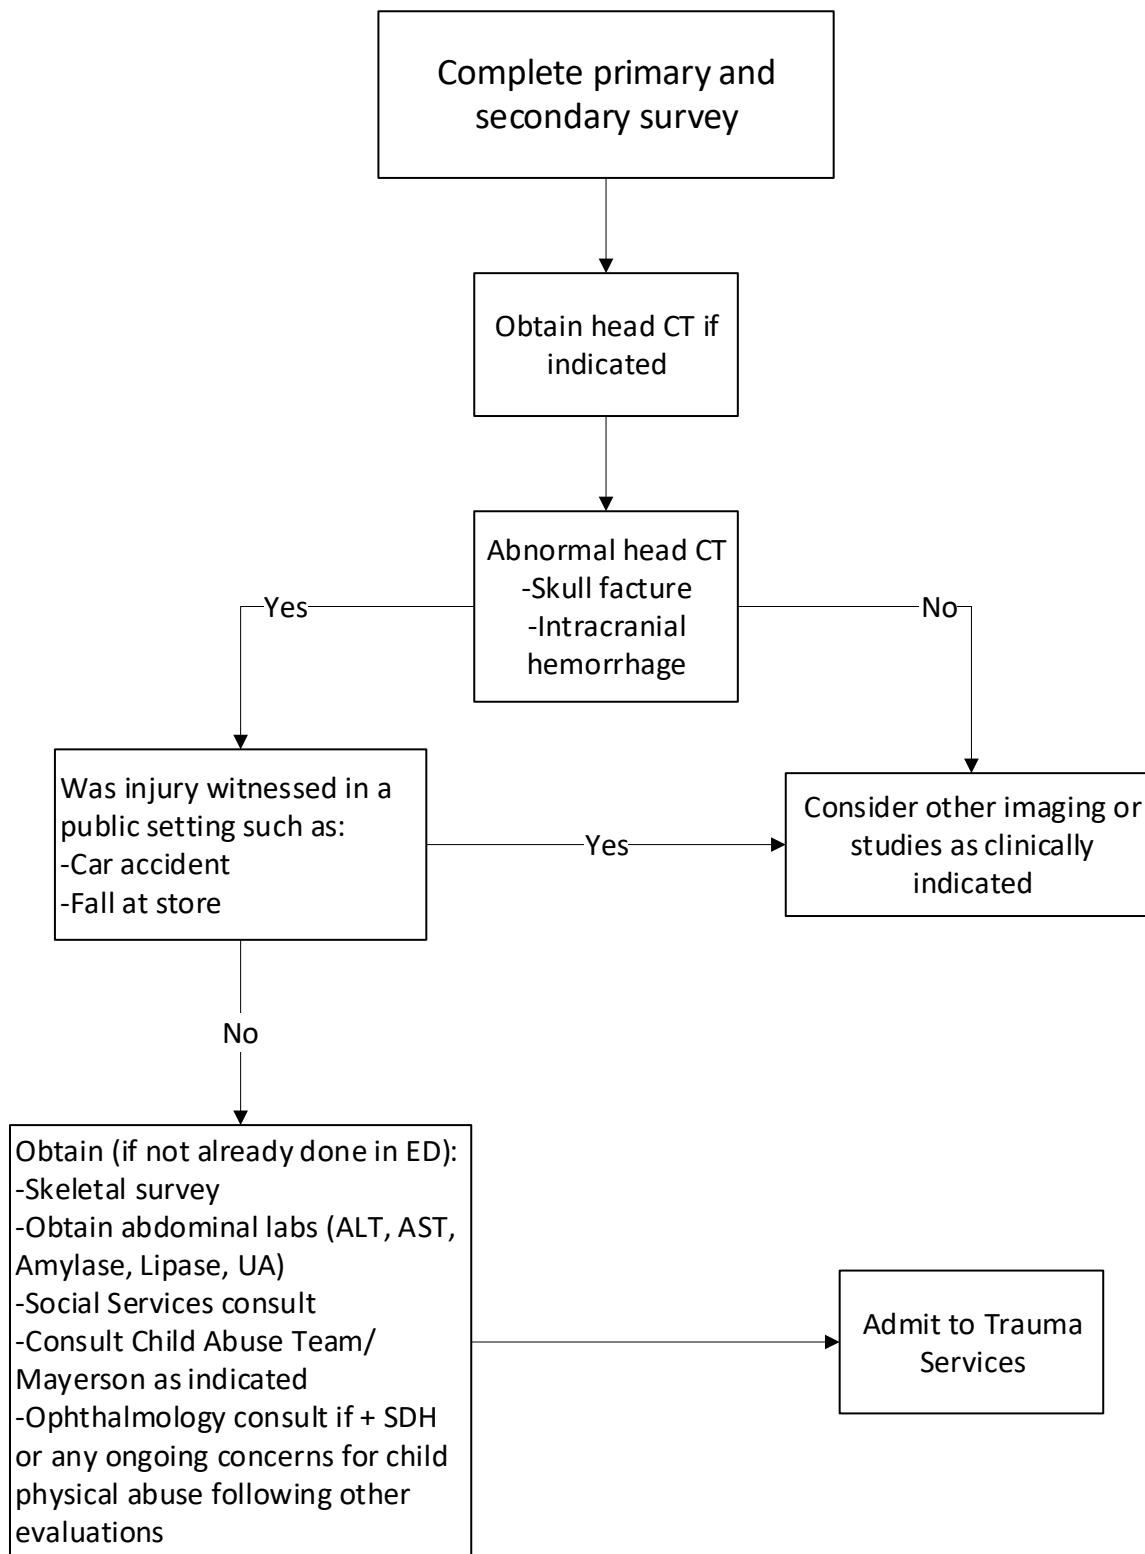 Complete primary and
secondary survey
Obtain head CT if
indicated
Abnormal head CT
-Skull facture
-Intracranial
hemorrhage
Yes
No
Was injury witnessed in a
public setting such as:
-Car accident
-Fall at store
Yes
Consider other imaging or
studies as clinically
indicated
No
Obtain (if not already done in ED):
-Skeletal survey
-Obtain abdominal labs (ALT, AST,
Amylase, Lipase, UA)
-Social Services consult
-Consult Child Abuse Team/
Mayerson as indicated
-Ophthalmology consult if + SDH
or any ongoing concerns for child
physical abuse following other
evaluations
Admit to Trauma
Services